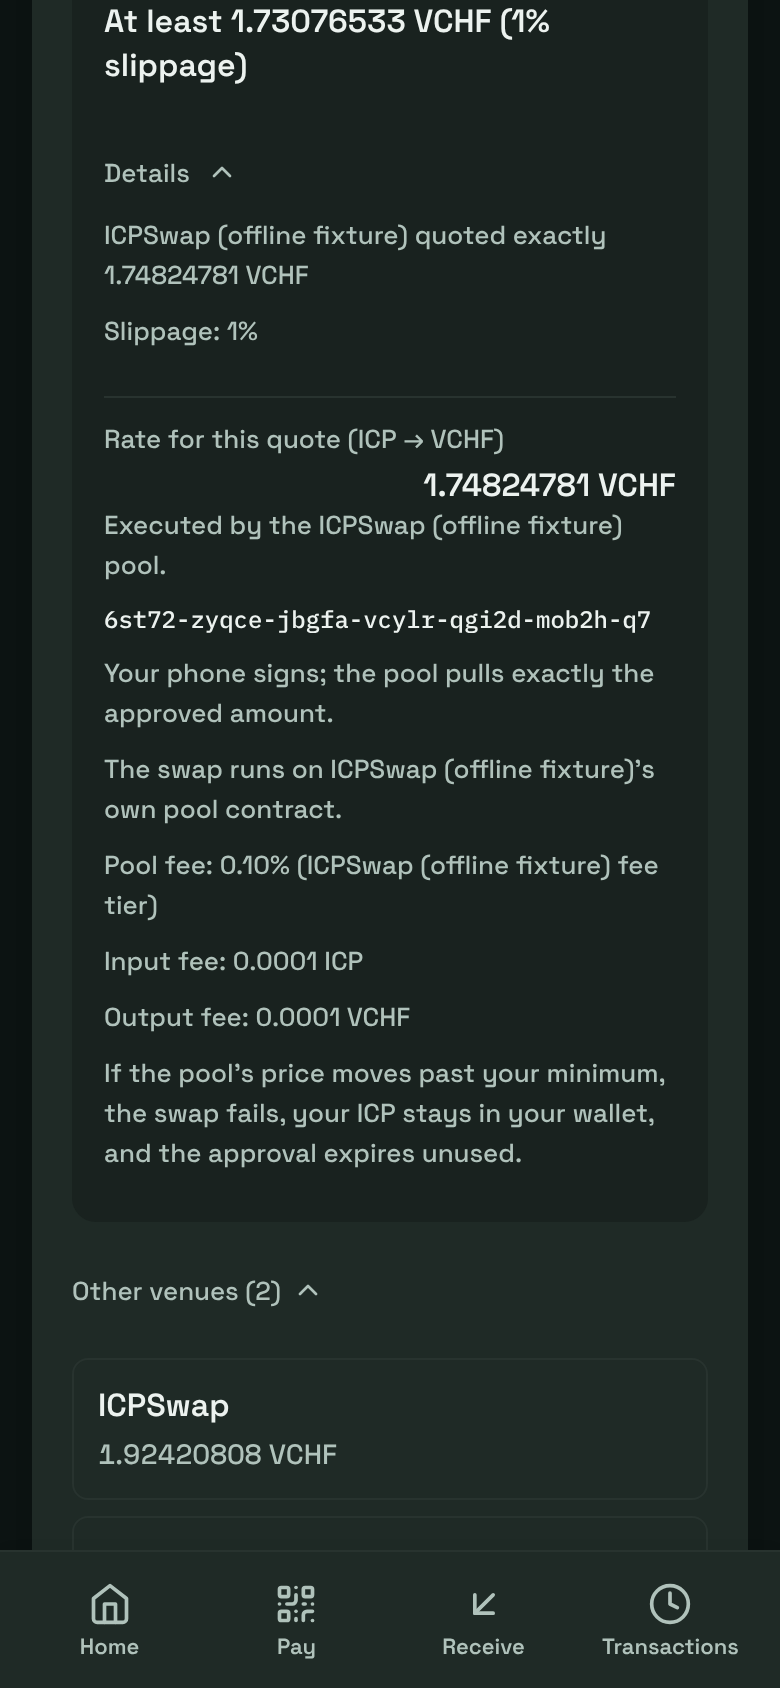 At least 1.73076533 VCHF (1%
slippage)
Details
ICPSwap (offline fixture) quoted exactly
1.74824781 VCHF
Slippage: 1%
Rate for this quote (ICP → VCHF)
1.74824781 VCHF
Executed by the ICPSwap (offline fixture)
pool.
6st72-zyqce-jbgfa-vcylr-qgi2d-mob2h-q7
Your phone signs; the pool pulls exactly the
approved amount.
The swap runs on ICPSwap (offline fixture)’s
own pool contract.
Pool fee: 0.10% (ICPSwap (offline fixture) fee
tier)
Input fee: 0.0001 ICP
Output fee: 0.0001 VCHF
If the pool’s price moves past your minimum,
the swap fails, your ICP stays in your wallet,
and the approval expires unused.
Other venues (2)
ICPSwap
1.92420808 VCHF
Home
Pay
Receive
Transactions